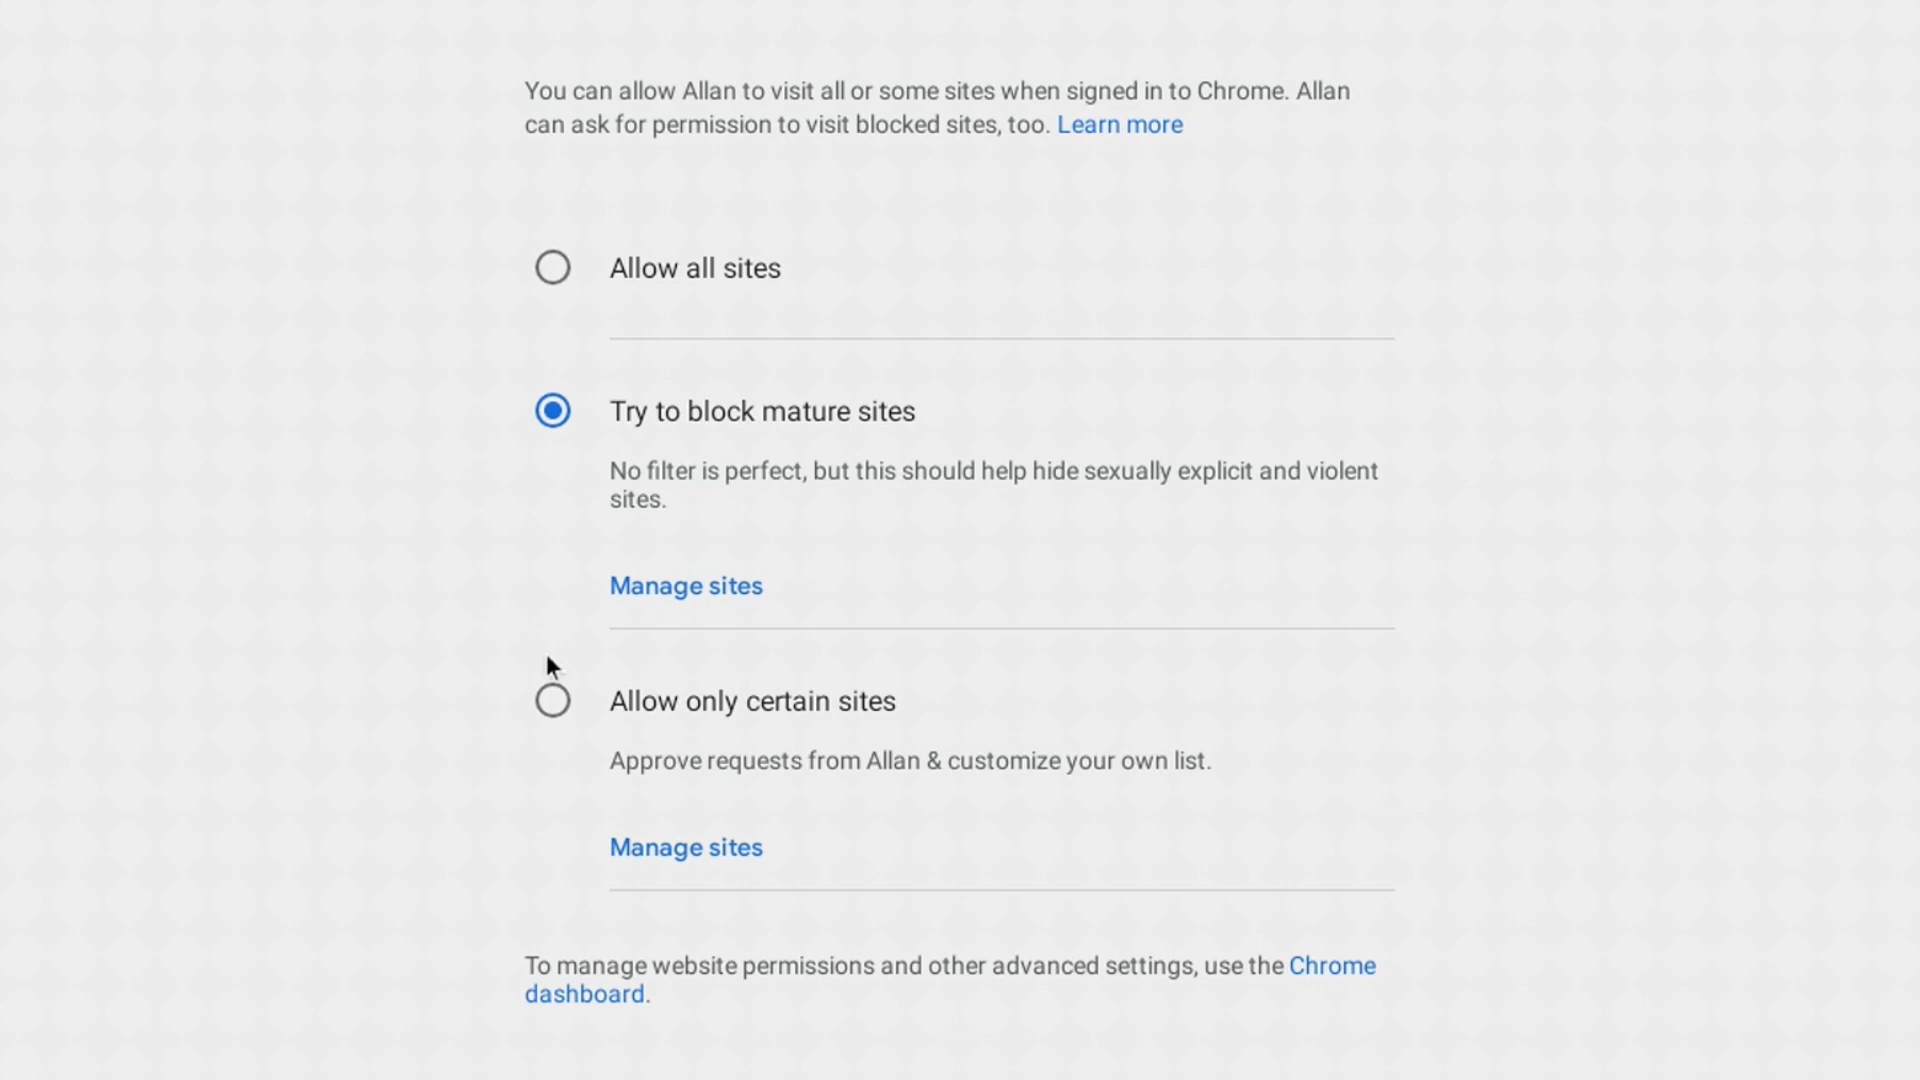 You can allow Allan to visit all or some sites when signed in to Chrome. Allan
can ask for permission to visit blocked sites, too. Learn more
Allow all sites
Try to block mature sites
No filter is perfect, but this should help hide sexually explicit and violent
sites.
Manage sites
Allow only certain sites
Approve requests from Allan & customize your own list.
Manage sites
To manage website permissions and other advanced settings, use the Chrome
dashboard.